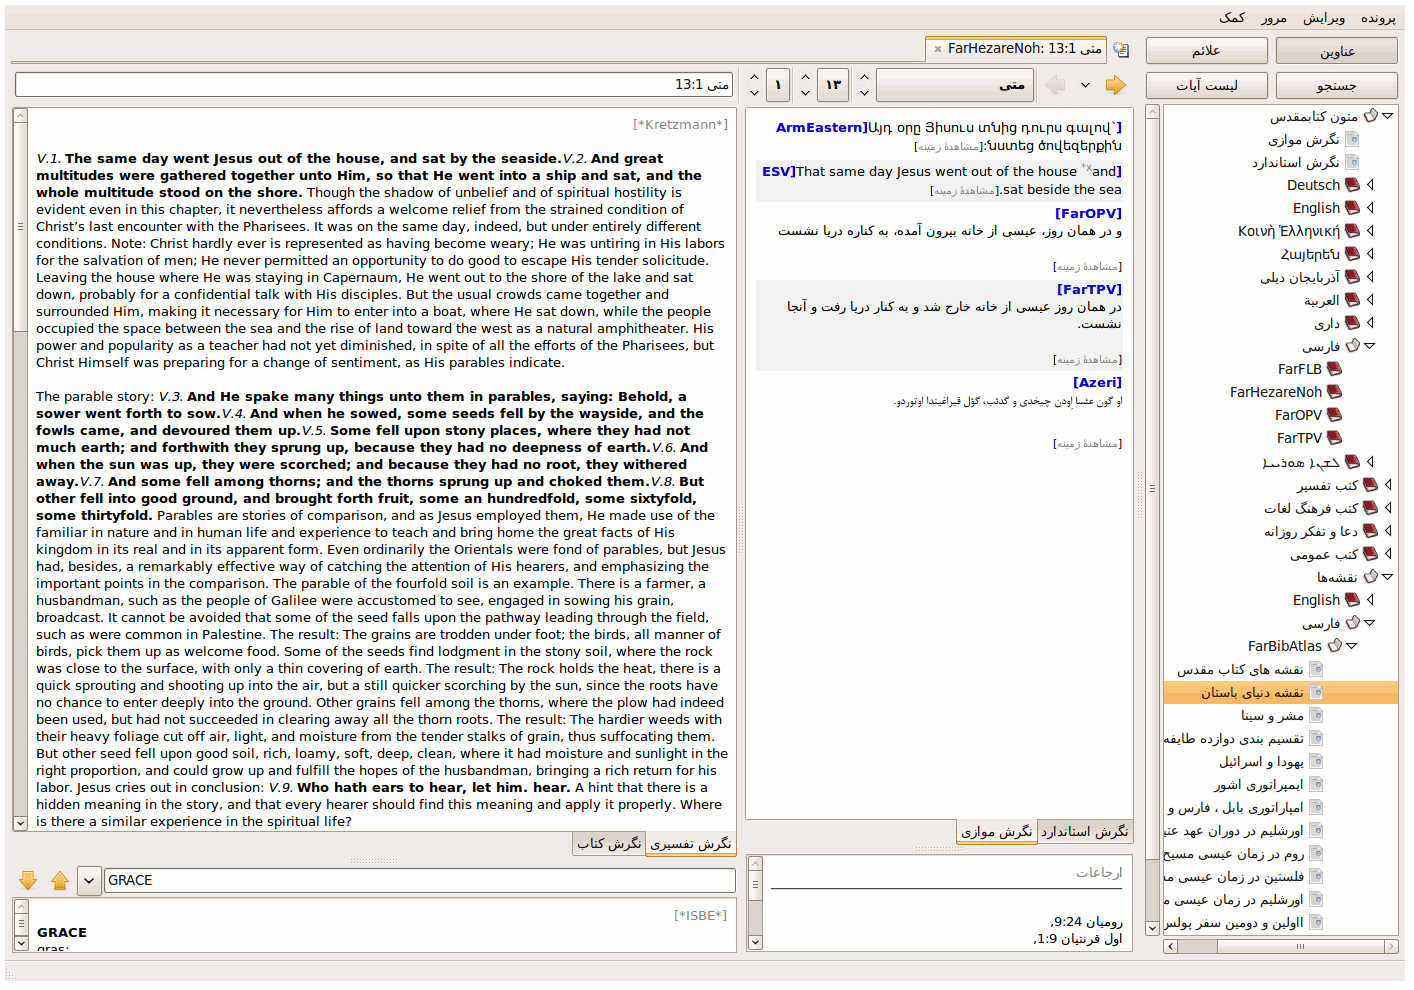 پرونده ویرایش مرور کمک
عناوین
علائم
جستجو
لیست آیات
متون کتابمقدس
نگرش موازی
نگرش استاندارد
Deutsch
English
Κοινὴ Ἑλληνική
Հայերեն
آذربایجان دیلی
العربية
داری
فارسی
FarFLB
FarHezareNoh
FarOPV
FarTPV
کتب تفسیر
کتب فرهنگ لغات
دعا و تفکر روزانه
کتب عمومی
نقشه‌ها
English
فارسی
FarBibAtlas
نقشه های کتاب مقدس
نقشه دنیای باستان
مشر و سینا
تقسیم بندی دوازده طایفه
یهودا و اسرائیل
ایمپراتوری اشور
امپاراتوری بابل ، فارس و
اورشلیم در دوران عهد عتی
روم در زمان عیسی مسیح
فلستین در زمان عیسی مه
اورشلیم در زمان عیسی م
ااولین و دومین سفر پولس
FarHezareNoh: 13:1 متی
متی
۱۳
۱
متی 13:1
[ArmEastern]Այդ օրը Յիսուս տնից դուրս գալով՝
նստեց ծովեզերքին:[مشاهدهٔ زمینه]
[ESV]That same day Jesus went out of the house *xand
sat beside the sea.[مشاهدهٔ زمینه]
[FarOPV]
و در همان روز، عیسی از خانه بیرون آمده، به کناره دریا نشست
[مشاهدهٔ زمینه]
[FarTPV]
در همان روز عیسی از خانه خارج شد و به کنار دریا رفت و آنجا
نشست.
[مشاهدهٔ زمینه]
[Azeri]
[مشاهدهٔ زمینه]
نگرش استاندارد
نگرش موازی
ارجاعات
رومیان 9:24,
اول قرنتیان 1:9,
[*Kretzmann*]
V.1. The same day went Jesus out of the house, and sat by the seaside.V.2. And great
multitudes were gathered together unto Him, so that He went into a ship and sat, and the
whole multitude stood on the shore. Though the shadow of unbelief and of spiritual hostility is
evident even in this chapter, it nevertheless affords a welcome relief from the strained condition of
Christ’s last encounter with the Pharisees. It was on the same day, indeed, but under entirely different
conditions. Note: Christ hardly ever is represented as having become weary; He was untiring in His labors
for the salvation of men; He never permitted an opportunity to do good to escape His tender solicitude.
Leaving the house where He was staying in Capernaum, He went out to the shore of the lake and sat
down, probably for a confidential talk with His disciples. But the usual crowds came together and
surrounded Him, making it necessary for Him to enter into a boat, where He sat down, while the people
occupied the space between the sea and the rise of land toward the west as a natural amphitheater. His
power and popularity as a teacher had not yet diminished, in spite of all the efforts of the Pharisees, but
Christ Himself was preparing for a change of sentiment, as His parables indicate.
The parable story: V.3. And He spake many things unto them in parables, saying: Behold, a
sower went forth to sow.V.4. And when he sowed, some seeds fell by the wayside, and the
fowls came, and devoured them up.V.5. Some fell upon stony places, where they had not
much earth; and forthwith they sprung up, because they had no deepness of earth.V.6. And
when the sun was up, they were scorched; and because they had no root, they withered
away.V.7. And some fell among thorns; and the thorns sprung up and choked them.V.8. But
other fell into good ground, and brought forth fruit, some an hundredfold, some sixtyfold,
some thirtyfold. Parables are stories of comparison, and as Jesus employed them, He made use of the
familiar in nature and in human life and experience to teach and bring home the great facts of His
kingdom in its real and in its apparent form. Even ordinarily the Orientals were fond of parables, but Jesus
had, besides, a remarkably effective way of catching the attention of His hearers, and emphasizing the
important points in the comparison. The parable of the fourfold soil is an example. There is a farmer, a
husbandman, such as the people of Galilee were accustomed to see, engaged in sowing his grain,
broadcast. It cannot be avoided that some of the seed falls upon the pathway leading through the field,
such as were common in Palestine. The result: The grains are trodden under foot; the birds, all manner of
birds, pick them up as welcome food. Some of the seeds find lodgment in the stony soil, where the rock
was close to the surface, with only a thin covering of earth. The result: The rock holds the heat, there is a
quick sprouting and shooting up into the air, but a still quicker scorching by the sun, since the roots have
no chance to enter deeply into the ground. Other grains fell among the thorns, where the plow had indeed
been used, but had not succeeded in clearing away all the thorn roots. The result: The hardier weeds with
their heavy foliage cut off air, light, and moisture from the tender stalks of grain, thus suffocating them.
But other seed fell upon good soil, rich, loamy, soft, deep, clean, where it had moisture and sunlight in the
right proportion, and could grow up and fulfill the hopes of the husbandman, bringing a rich return for his
labor. Jesus cries out in conclusion: V.9. Who hath ears to hear, let him. hear. A hint that there is a
hidden meaning in the story, and that every hearer should find this meaning and apply it properly. Where
is there a similar experience in the spiritual life?
نگرش تفسیری
نگرش کتاب
GRACE
[*ISBE*]
GRACE
gras: